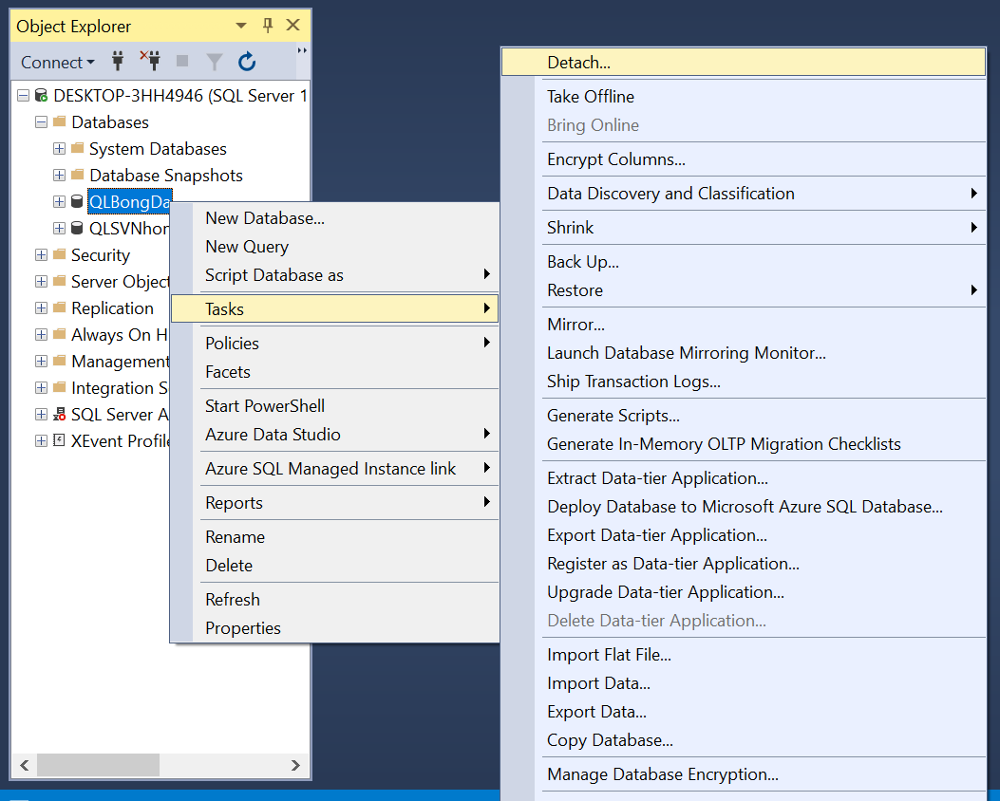 Object Explorer
Connect
DESKTOP-3HH4946 (SQL Server 1
Databases
System Databases
Database Snapshots
QLBongDa
QLSVNhon
Security
Server Object
Replication
Always On H
Management
Integration S
SQL Server A
XEvent Profile
New Database...
New Query
Script Database as
Tasks
Policies
Facets
Start PowerShell
Azure Data Studio
Azure SQL Managed Instance link
Reports
Rename
Delete
Refresh
Properties
Detach...
Take Offline
Bring Online
Encrypt Columns...
Data Discovery and Classification
Shrink
Back Up...
Restore
Mirror...
Launch Database Mirroring Monitor...
Ship Transaction Logs...
Generate Scripts...
Generate In-Memory OLTP Migration Checklists
Extract Data-tier Application...
Deploy Database to Microsoft Azure SQL Database...
Export Data-tier Application...
Register as Data-tier Application...
Upgrade Data-tier Application...
Delete Data-tier Application...
Import Flat File...
Import Data...
Export Data...
Copy Database...
Manage Database Encryption...